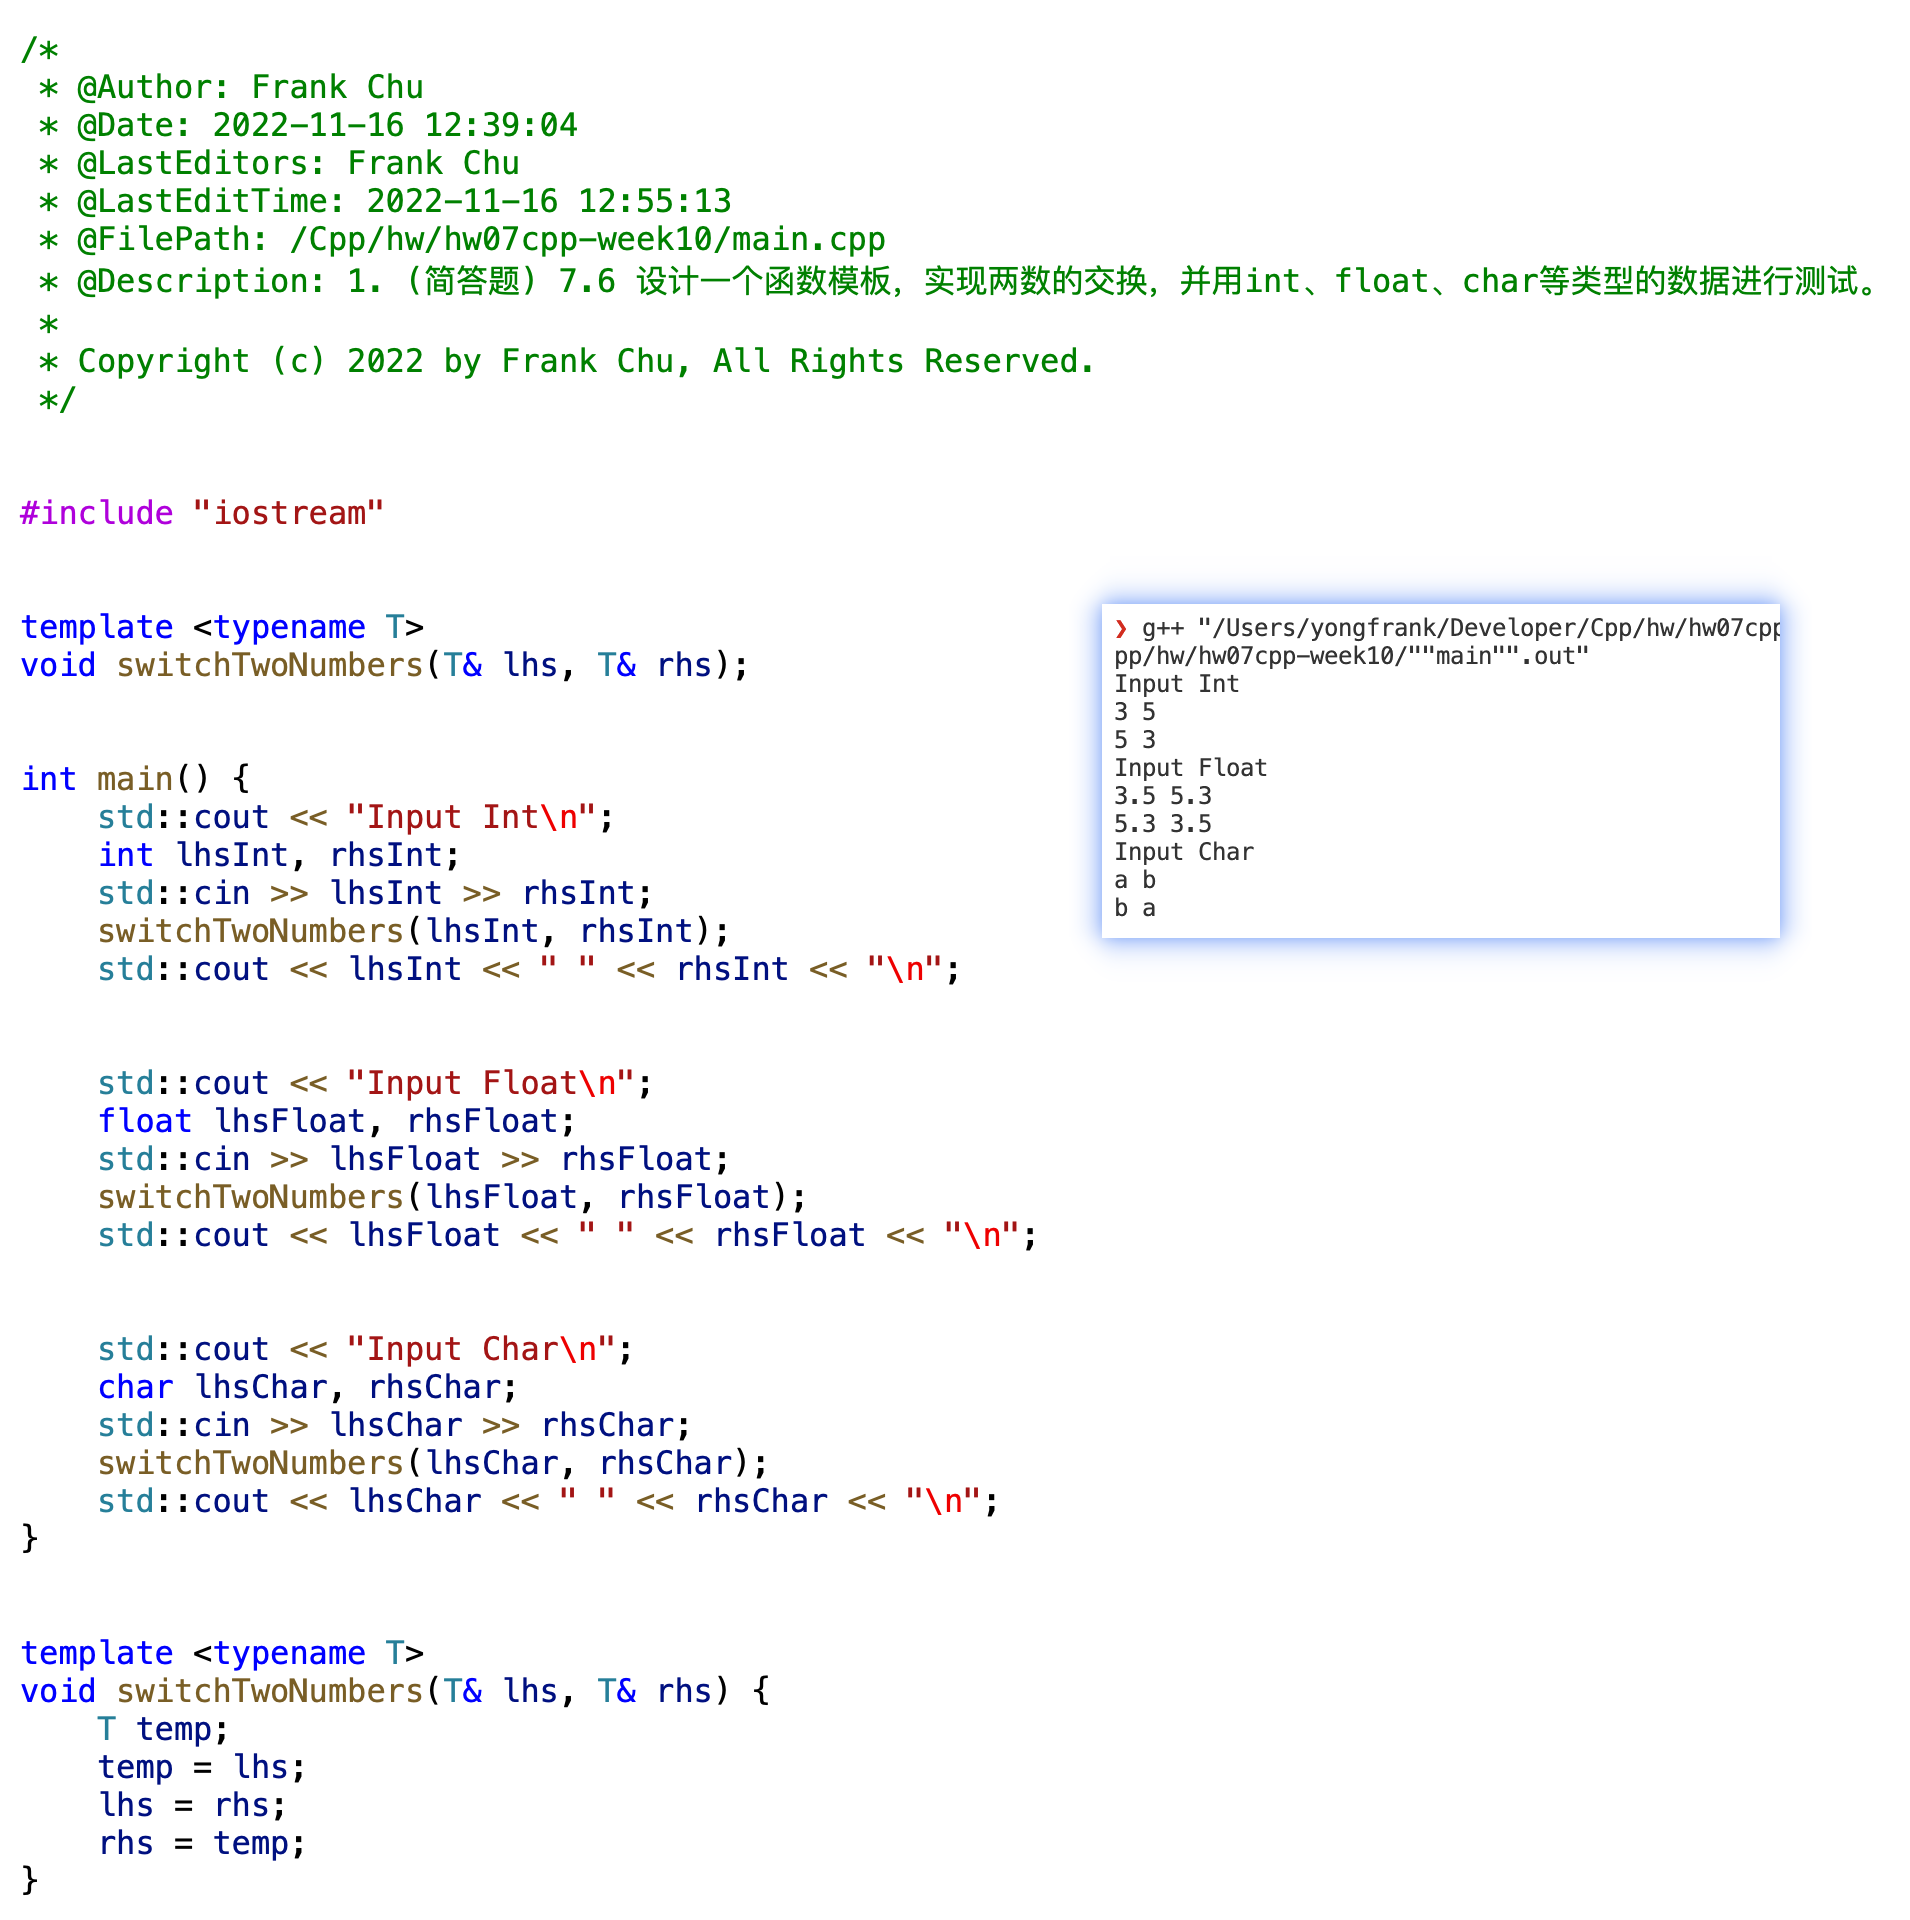 /*
 * @Author: Frank Chu
 * @Date: 2022-11-16 12:39:04
 * @LastEditors: Frank Chu
 * @LastEditTime: 2022-11-16 12:55:13
 * @FilePath: /Cpp/hw/hw07cpp-week10/main.cpp
 * @Description: 1. (简答题) 7.6 设计一个函数模板，实现两数的交换，并用int、float、char等类型的数据进行测试。
 *
 * Copyright (c) 2022 by Frank Chu, All Rights Reserved.
 */
#include "iostream"
template <typename T>
void switchTwoNumbers(T& lhs, T& rhs);
int main() {
    std::cout << "Input Int\n";
    int lhsInt, rhsInt;
    std::cin >> lhsInt >> rhsInt;
    switchTwoNumbers(lhsInt, rhsInt);
    std::cout << lhsInt << " " << rhsInt << "\n";
    std::cout << "Input Float\n";
    float lhsFloat, rhsFloat;
    std::cin >> lhsFloat >> rhsFloat;
    switchTwoNumbers(lhsFloat, rhsFloat);
    std::cout << lhsFloat << " " << rhsFloat << "\n";
    std::cout << "Input Char\n";
    char lhsChar, rhsChar;
    std::cin >> lhsChar >> rhsChar;
    switchTwoNumbers(lhsChar, rhsChar);
    std::cout << lhsChar << " " << rhsChar << "\n";
}
template <typename T>
void switchTwoNumbers(T& lhs, T& rhs) {
    T temp;
    temp = lhs;
    lhs = rhs;
    rhs = temp;
}
❯ g++ "/Users/yongfrank/Developer/Cpp/hw/hw07cpp
pp/hw/hw07cpp-week10/""main"".out"
Input Int
3 5
5 3
Input Float
3.5 5.3
5.3 3.5
Input Char
a b
b a